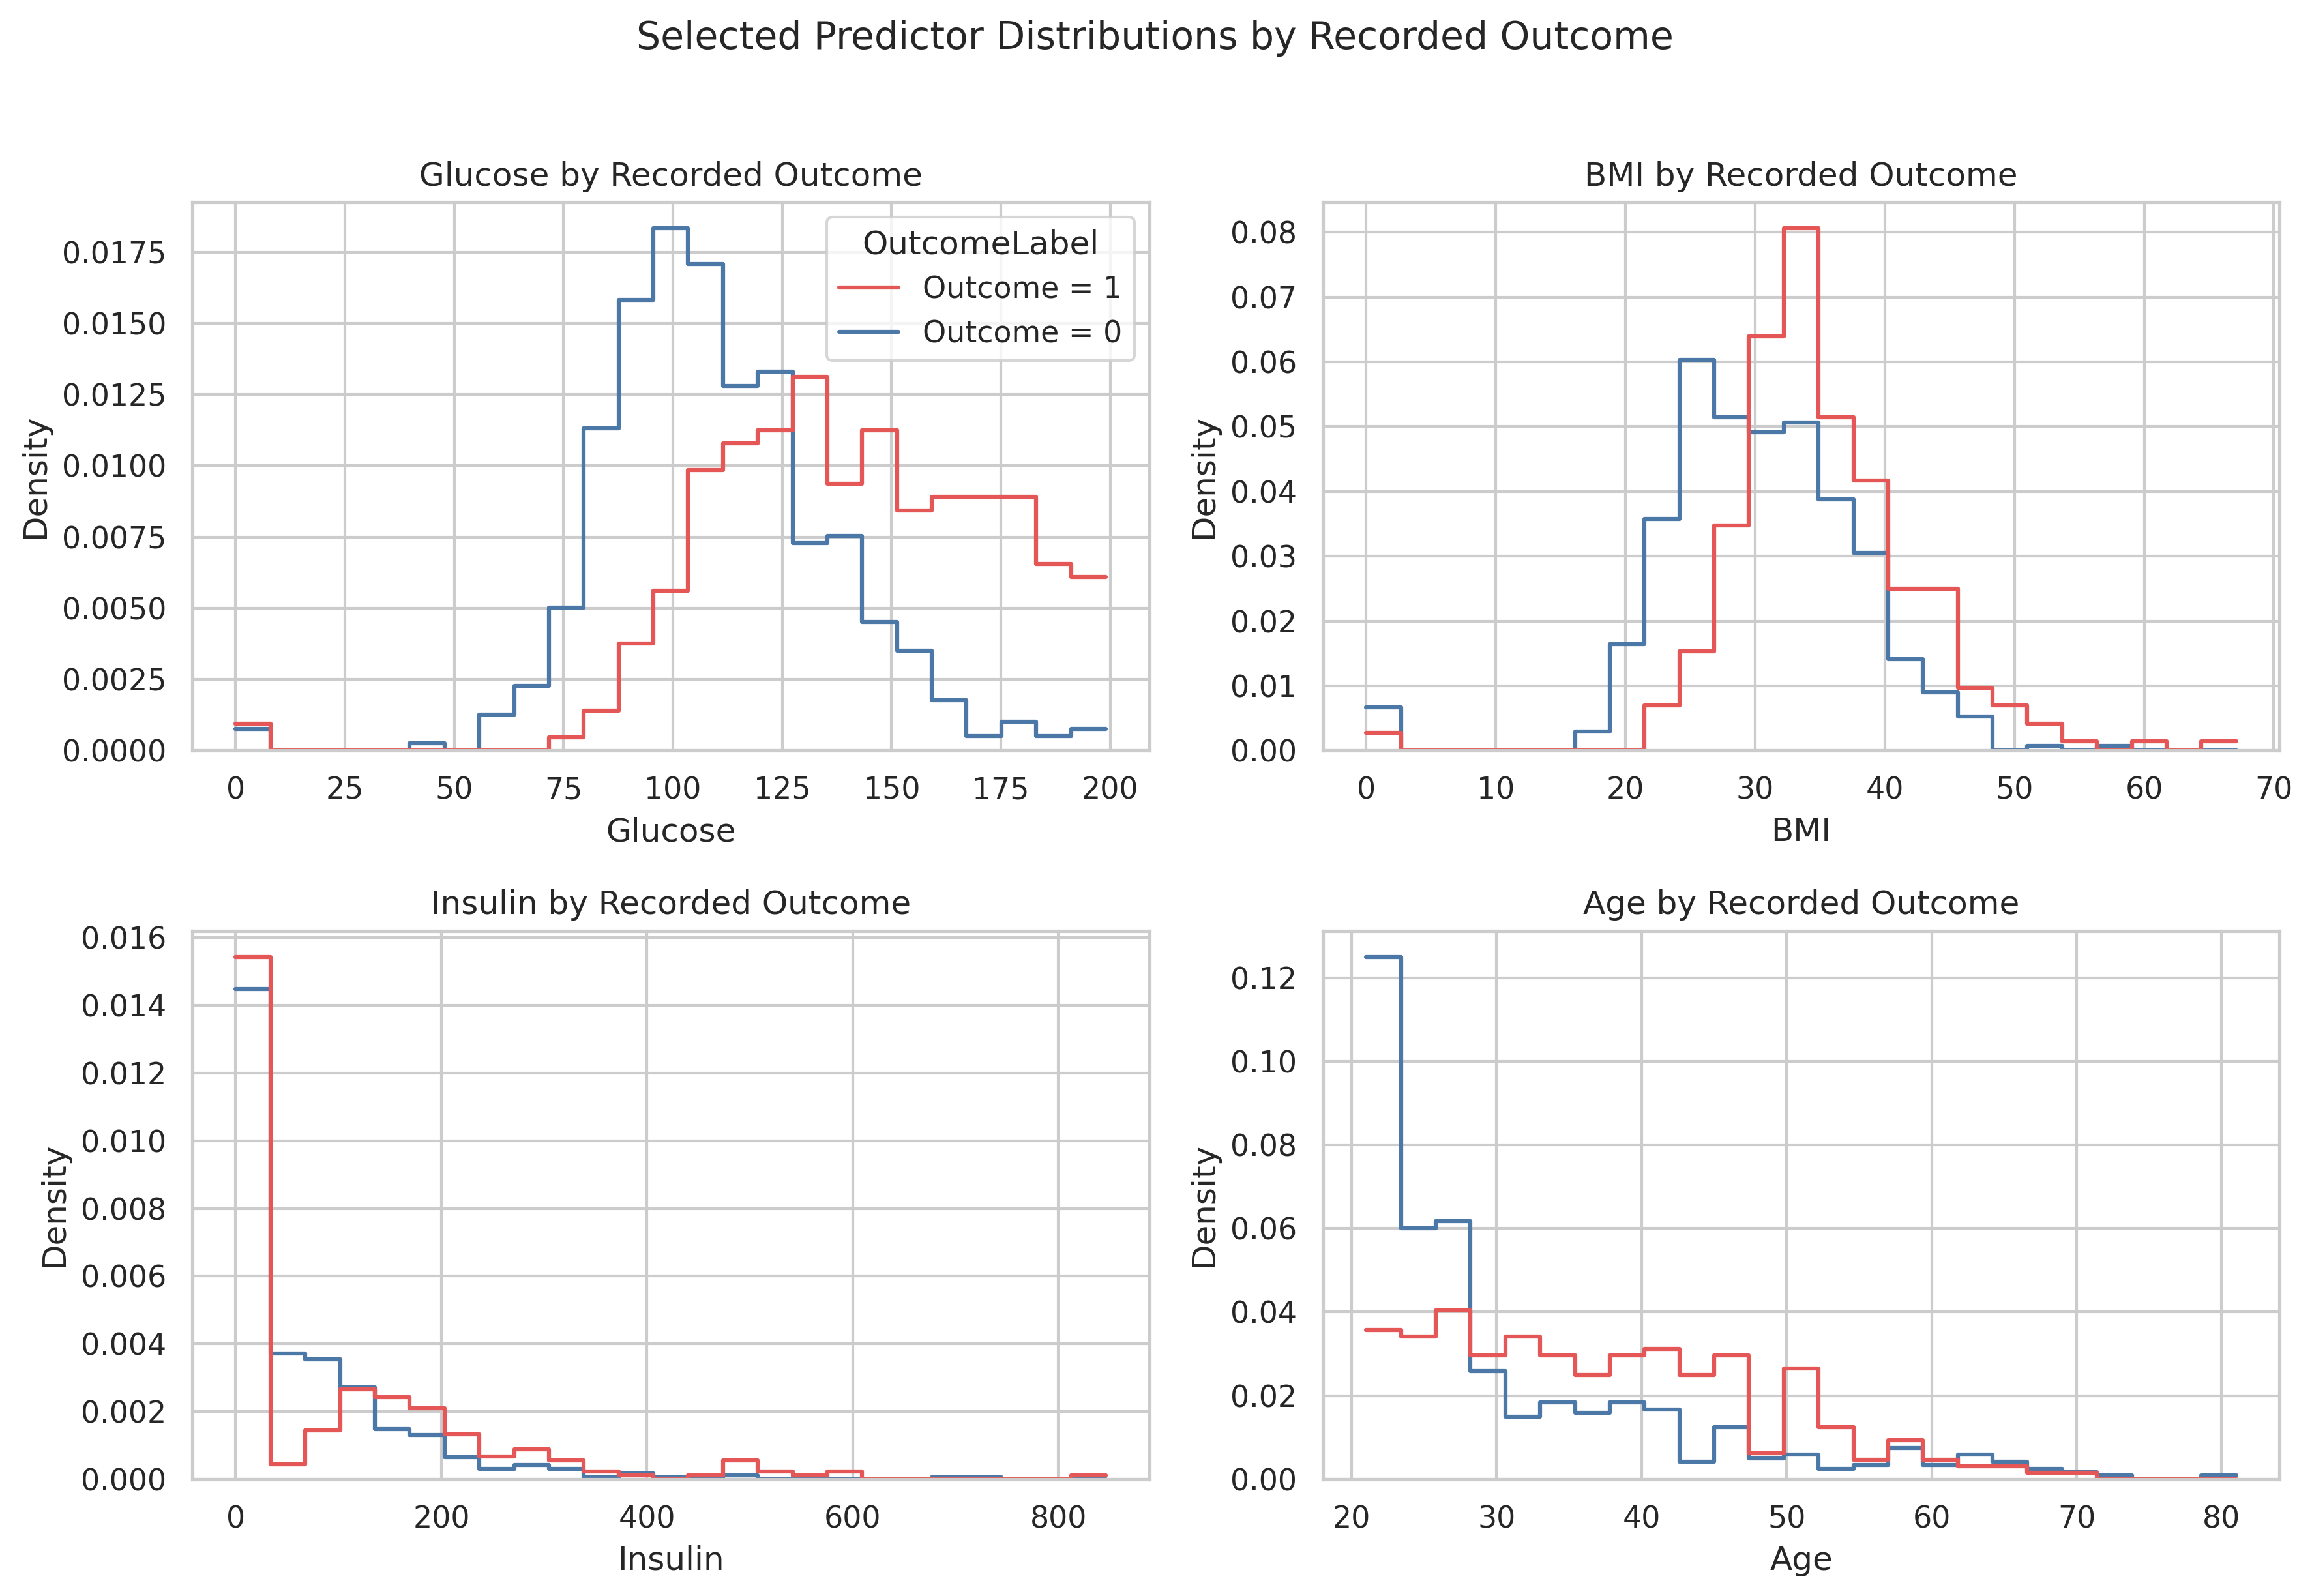 Selected Predictor Distributions by Recorded Outcome
Glucose by Recorded Outcome
OutcomeLabel
Outcome = 1
Outcome = 0
0.0175
0.0150
0.0125
0.0100
0.0075
0.0050
0.0025
0.0000
Density
0 25 50 75 100 125 150 175 200
Glucose
BMI by Recorded Outcome
0.08
0.07
0.06
0.05
0.04
0.03
0.02
0.01
0.00
Density
0 10 20 30 40 50 60 70
BMI
Insulin by Recorded Outcome
0.016
0.014
0.012
0.010
0.008
0.006
0.004
0.002
0.000
Density
0 200 400 600 800
Insulin
Age by Recorded Outcome
0.12
0.10
0.08
0.06
0.04
0.02
0.00
Density
20 30 40 50 60 70 80
Age